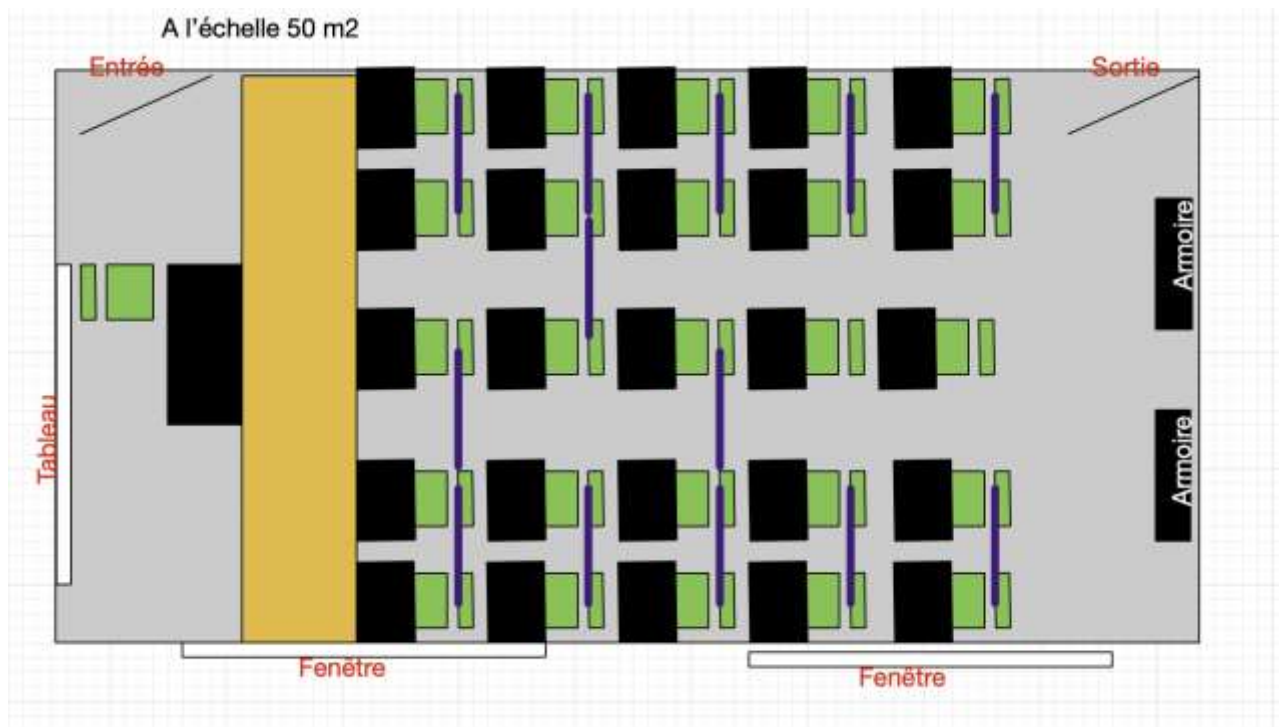 A l'échelle 50 m2
Entrée
Sortie
Armoire
Tableau
Armoire
Fenêtre
Fenêtre